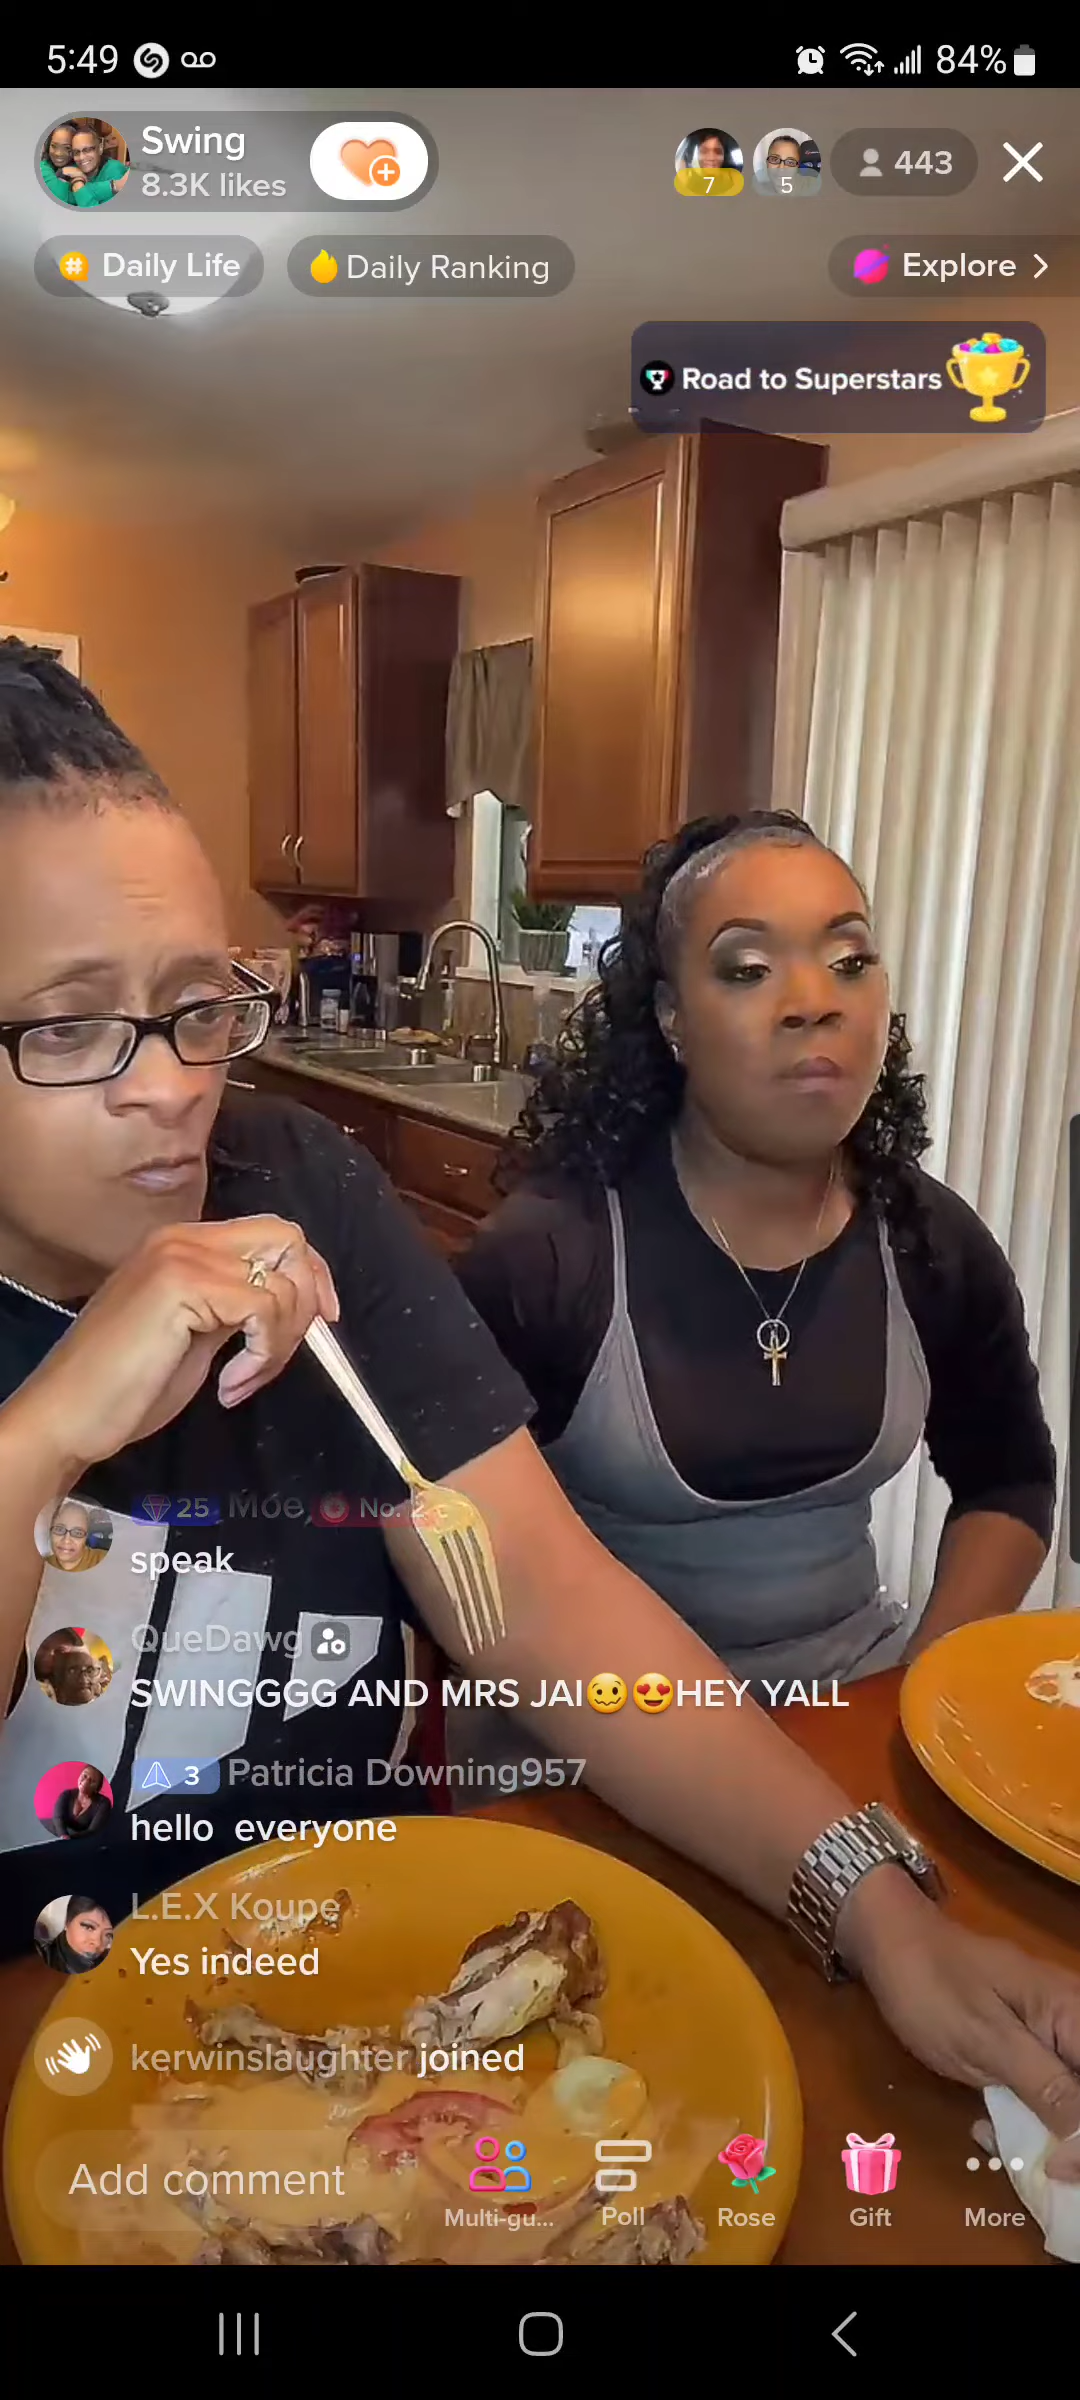 5:49
84%
Swing
8.3K likes
7
5
443
Daily Life
Daily Ranking
Explore >
Road to Superstars
25 Moe No. 2
speak
QueDawg
SWINGGGG AND MRS JAI🥴😍HEY YALL
3 Patricia Downing957
hello everyone
L.E.X Koupe
Yes indeed
kerwinslaughter joined
Add comment
Multi-gu...
Poll
Rose
Gift
More